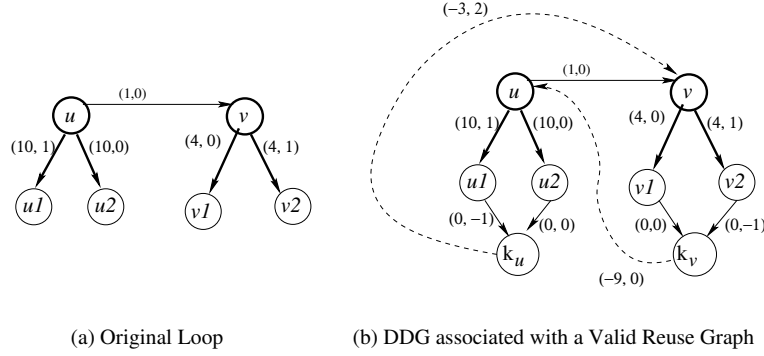 (−3, 2)
(1,0)
u
v
(10, 1)
(10,0)
(4, 0)
(4, 1)
u1
u2
v1
v2
(1,0)
u
v
(10, 1)
(10,0)
(4, 0)
(4, 1)
u1
u2
v1
v2
(0, −1)
(0, 0)
(0,0)
(0,−1)
ku
kv
(−9, 0)
(a) Original Loop
(b) DDG associated with a Valid Reuse Graph